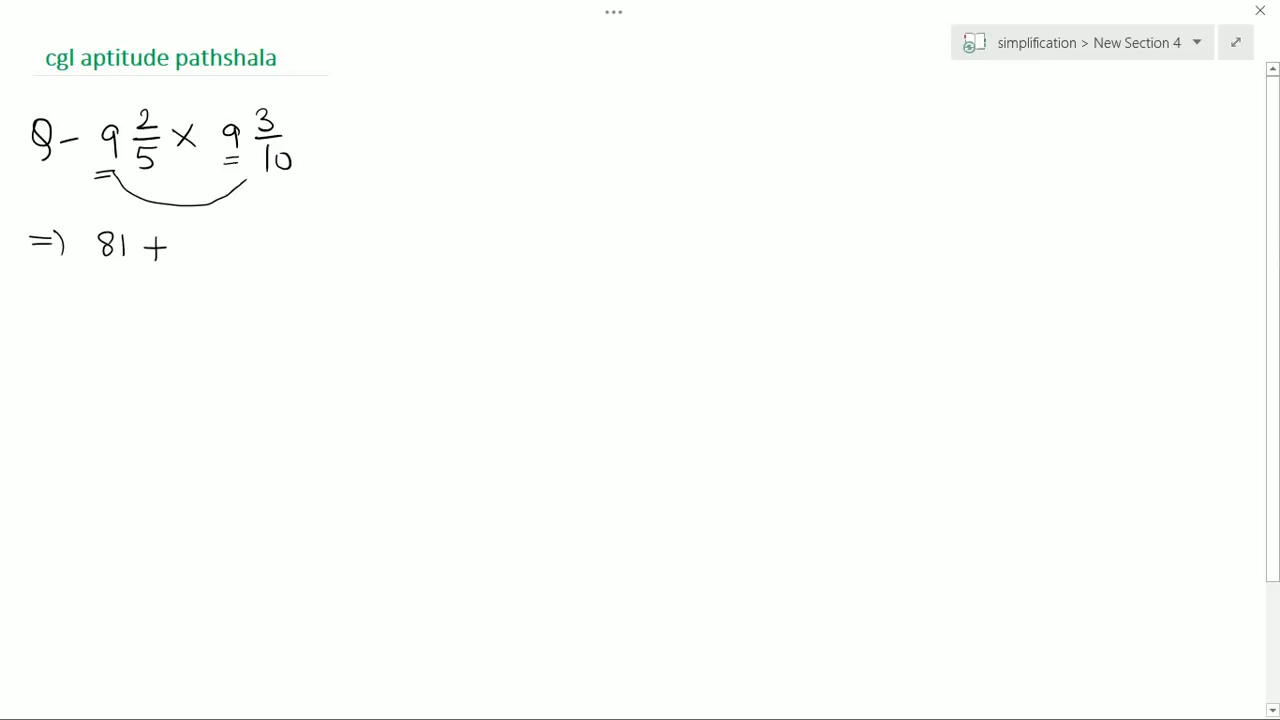 ...
simplification > New Section 4
cgl aptitude pathshala
Q- 9 2/5 × 9 3/10
=) 81 +